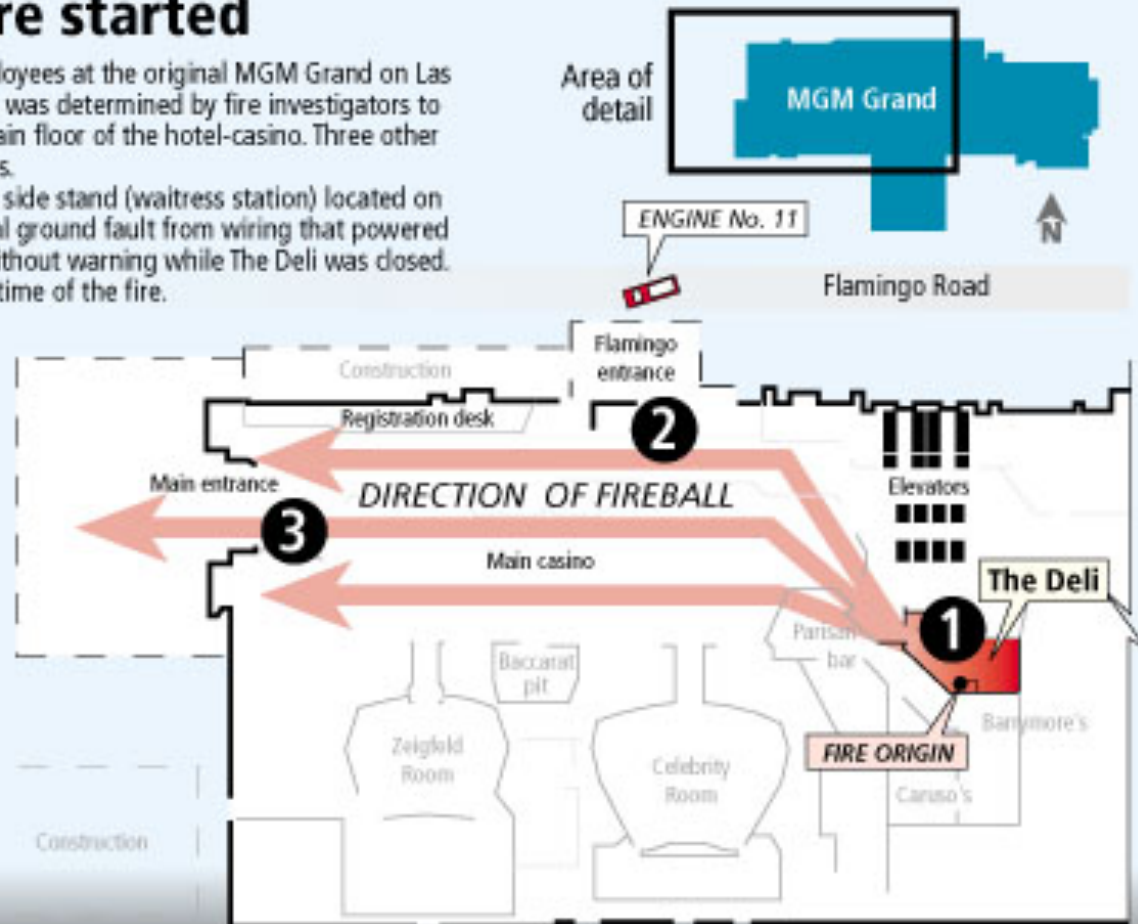 re started
loyees at the original MGM Grand on Las
was determined by fire investigators to
ain floor of the hotel-casino. Three other
s.
side stand (waitress station) located on
al ground fault from wiring that powered
ithout warning while The Deli was closed.
time of the fire.
Area of
detail
MGM Grand
N
ENGINE No. 11
Flamingo Road
Flamingo
entrance
Construction
Registration desk
2
Main entrance
DIRECTION OF FIREBALL
Elevators
3
Main casino
The Deli
1
Parisian
bar
Baccarat
pit
Barrymore's
Zeigfeld
Room
FIRE ORIGIN
Celebrity
Room
Caruso's
Construction